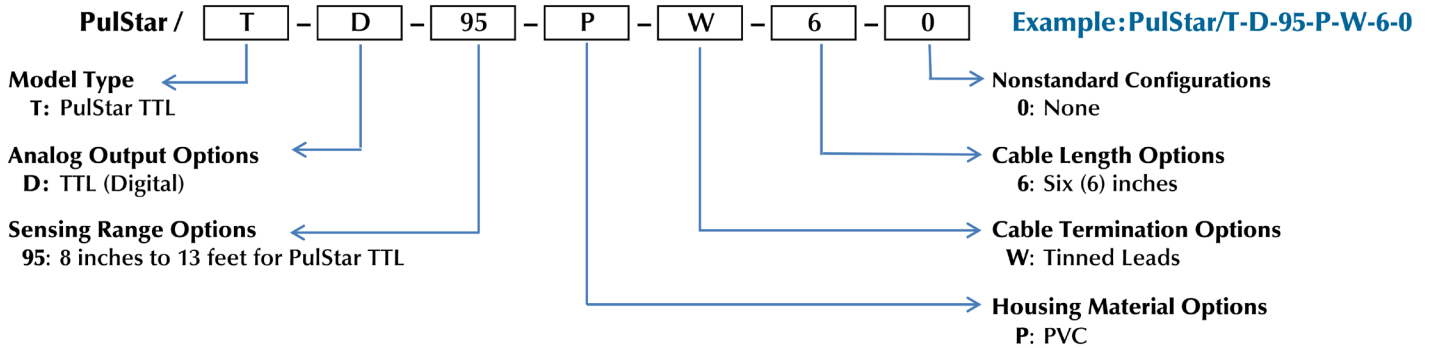 PulStar / T – D – 95 – P – W – 6 – 0 Example:PulStar/T-D-95-P-W-6-0
Model Type
T: PulStar TTL
Analog Output Options
D: TTL (Digital)
Sensing Range Options
95: 8 inches to 13 feet for PulStar TTL
Nonstandard Configurations
0: None
Cable Length Options
6: Six (6) inches
Cable Termination Options
W: Tinned Leads
Housing Material Options
P: PVC